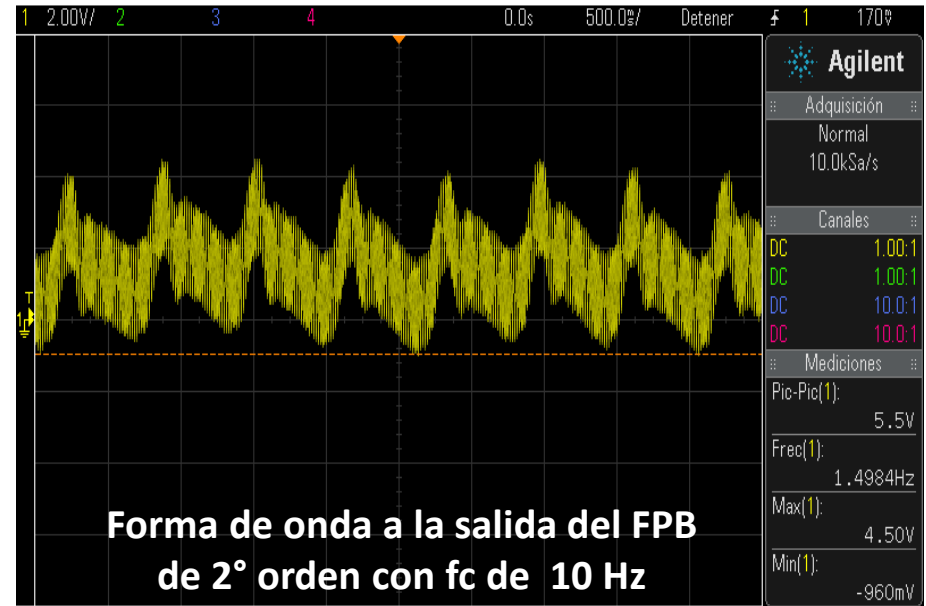 1 2.00V/ 2 3 4 0.0s 500.0ms/ Detener 1 170V
Agilent
Adquisición
Normal
10.0kSa/s
Canales
DC 1.00:1
DC 1.00:1
DC 10.0:1
DC 10.0:1
Mediciones
Pic-Pic(1):
5.5V
Frec(1):
1.4984Hz
Max(1):
4.50V
Min(1):
-960mV
T
1
Forma de onda a la salida del FPB
de 2° orden con fc de 10 Hz